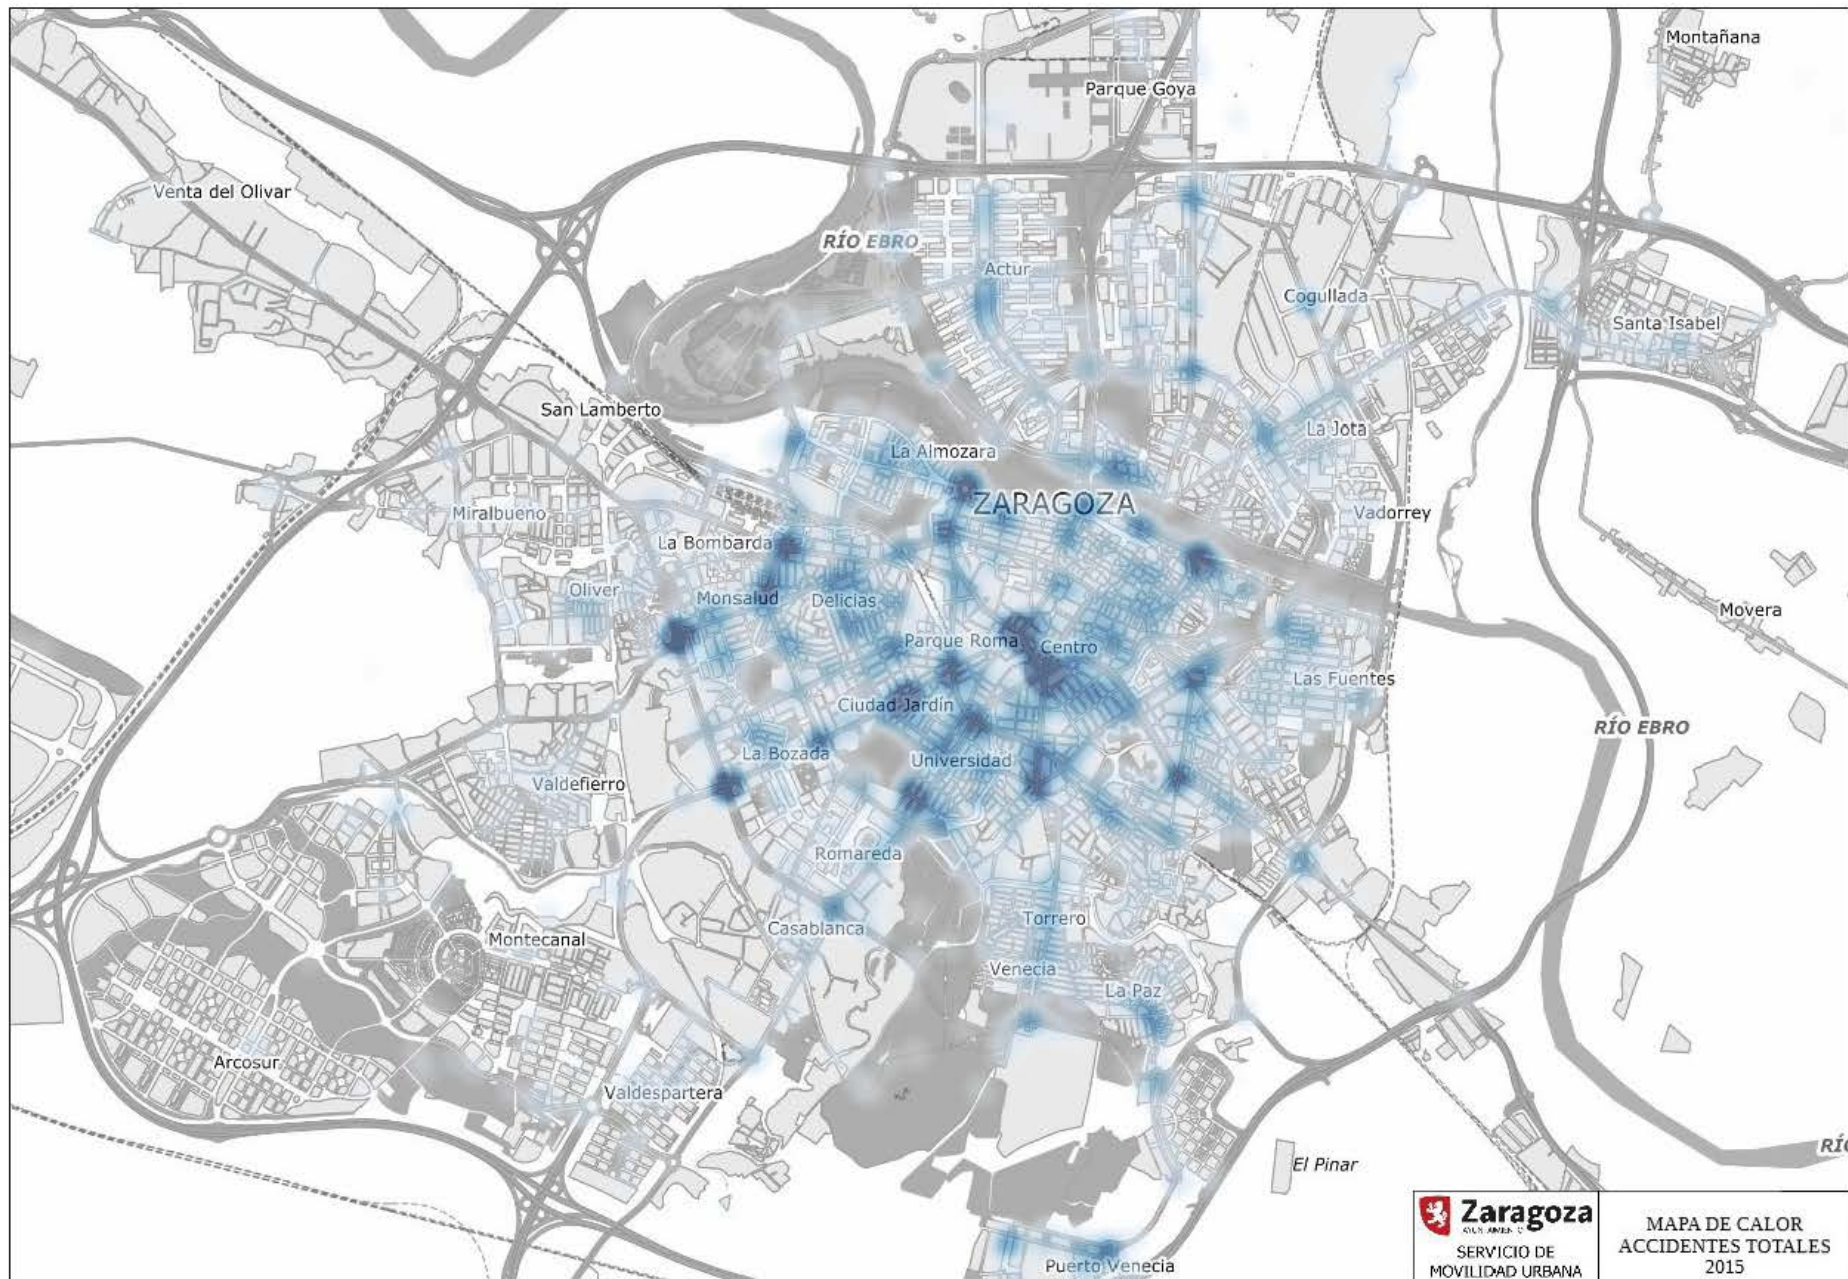 Montañana
Parque Goya
Venta del Olivar
RÍO EBRO
Actur
Cogullada
Santa Isabel
San Lamberto
La Jota
La Almozara
ZARAGOZA
Miralbueno
Vadorrey
La Bombarda
Oliver
Monsalud
Delicias
Movera
Parque Roma
Centro
Las Fuentes
Ciudad Jardín
RÍO EBRO
La Bozada
Universidad
Valdefierro
Romareda
Torrero
Casablanca
Montecanal
Venecia
La Paz
Arcosur
Valdespartera
RÍO
El Pinar
Puerto Venecia
Zaragoza
AYUNTAMIENTO
SERVICIO DE
MOVILIDAD URBANA
MAPA DE CALOR
ACCIDENTES TOTALES
2015